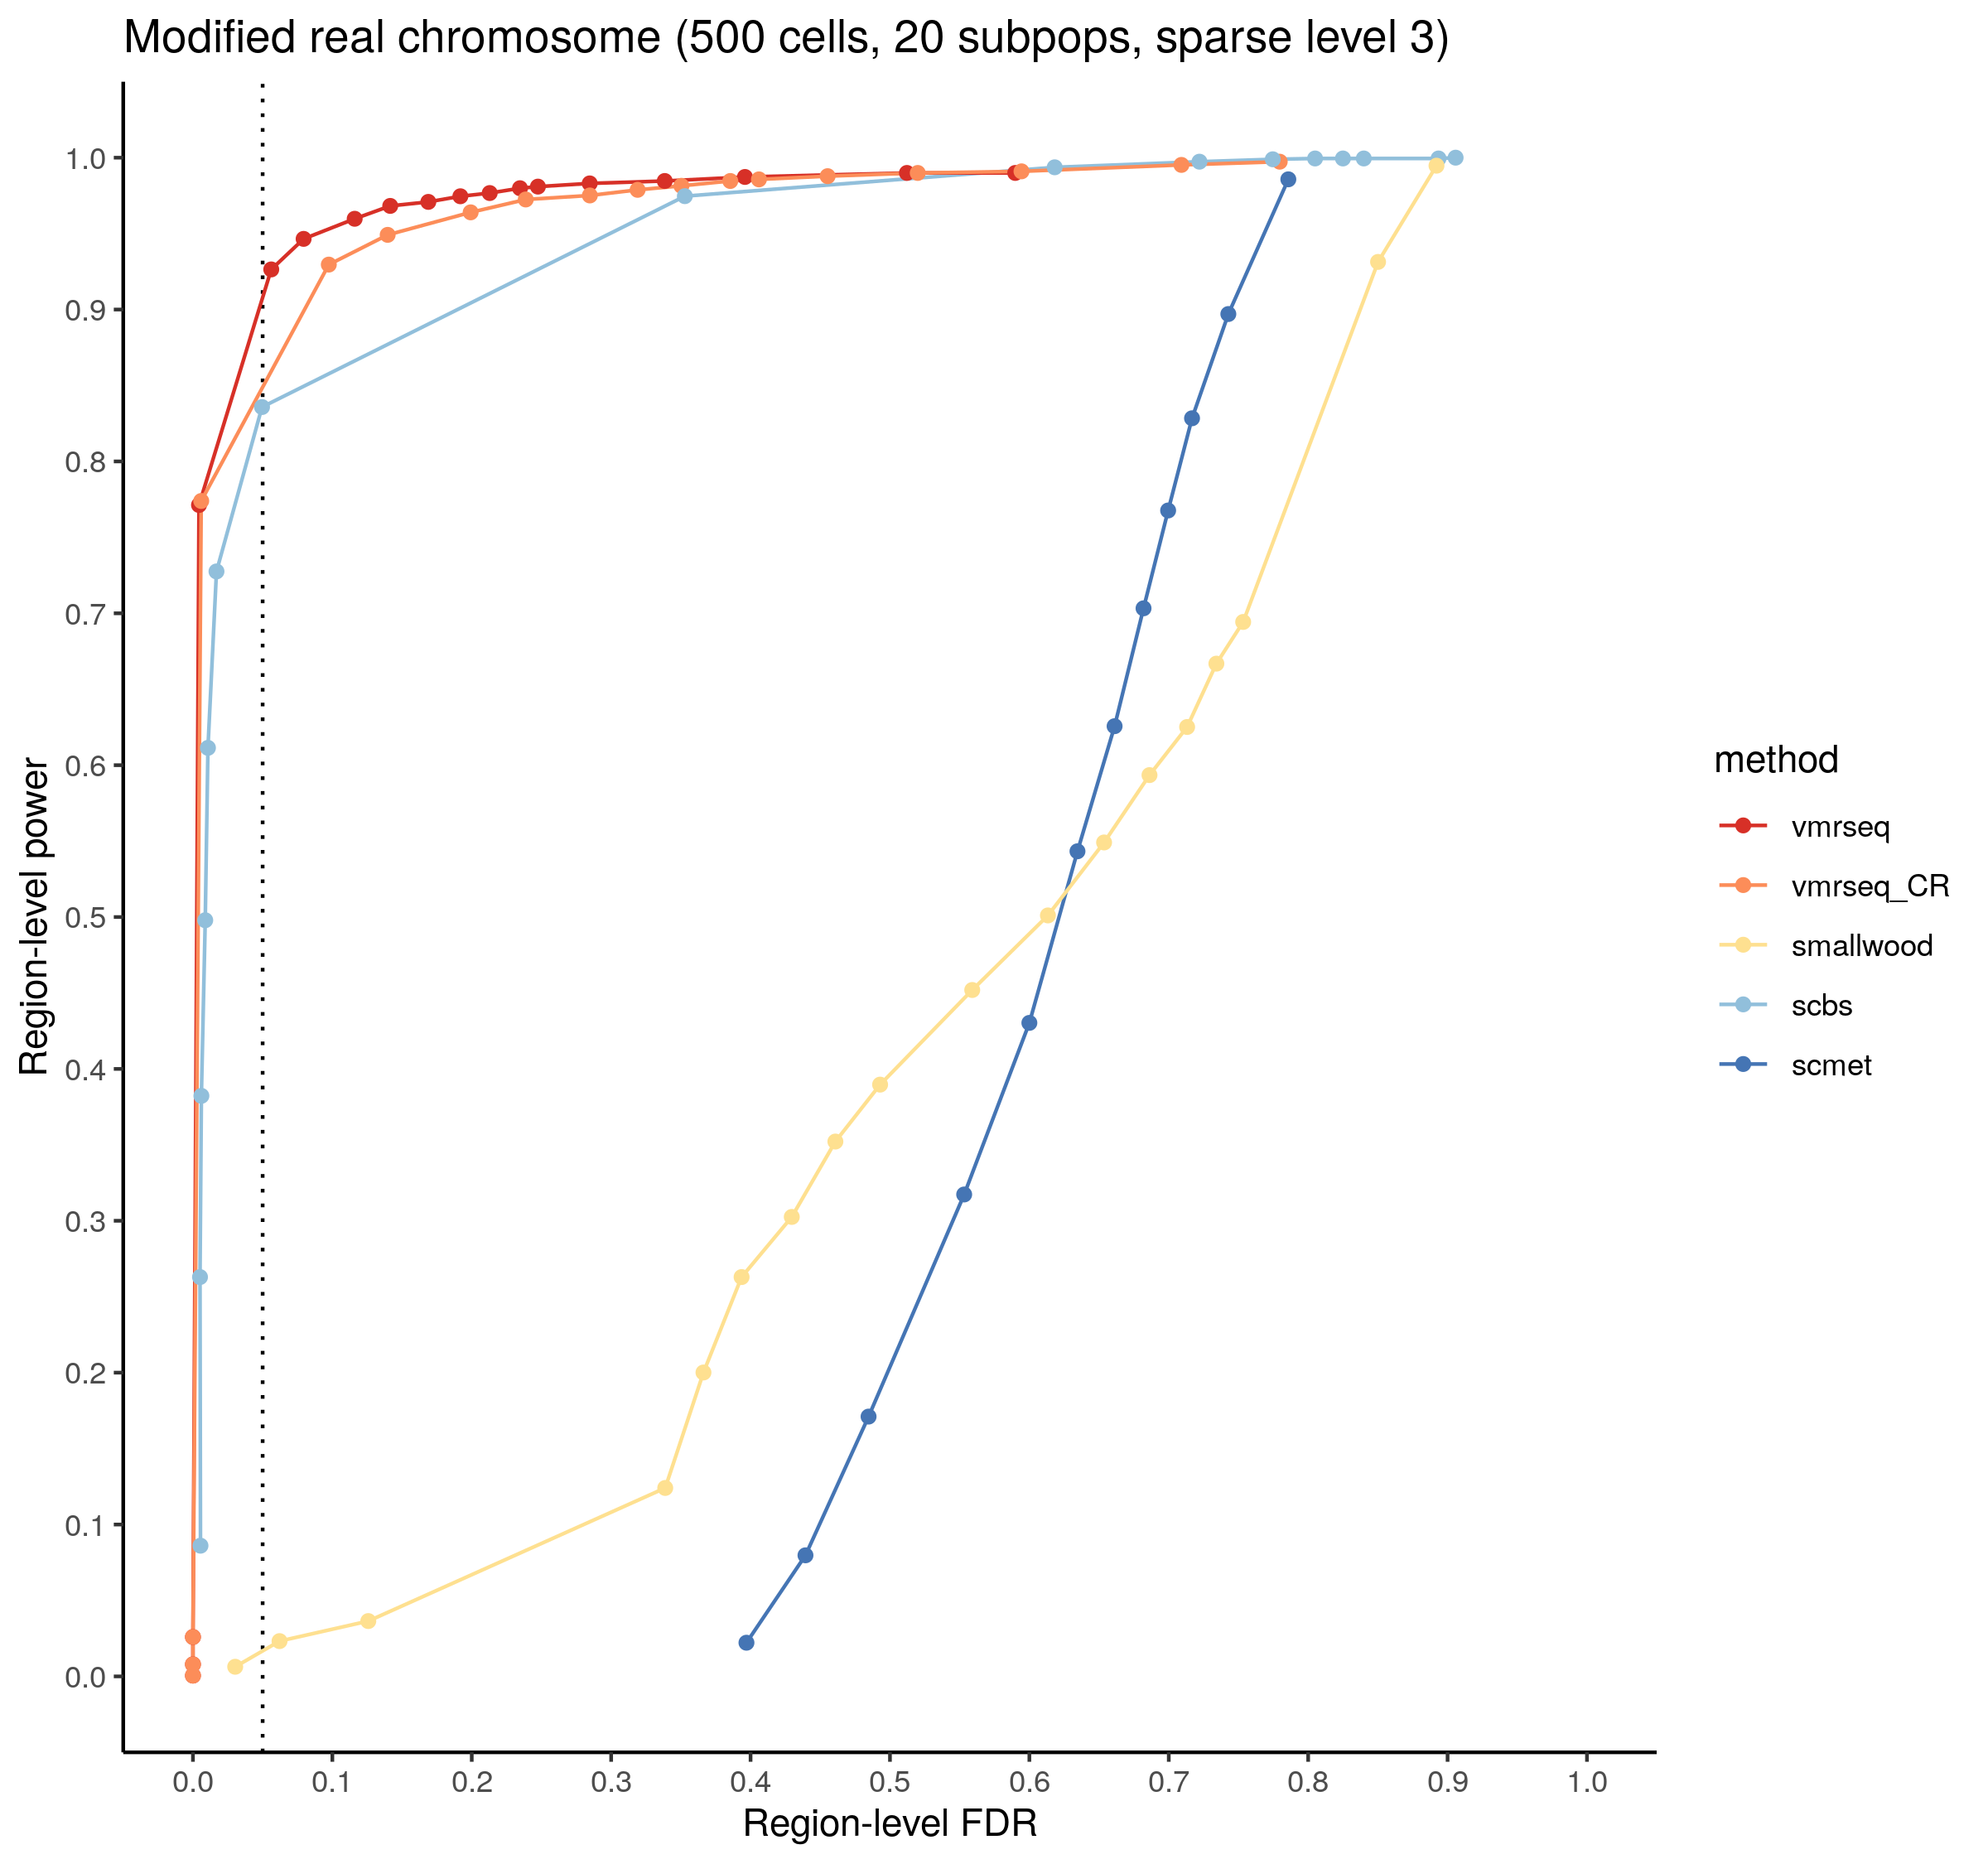 Modified real chromosome (500 cells, 20 subpops, sparse level 3)
Region-level power
1.0
0.9
0.8
0.7
0.6
0.5
0.4
0.3
0.2
0.1
0.0
0.0 0.1 0.2 0.3 0.4 0.5 0.6 0.7 0.8 0.9 1.0
Region-level FDR
method
vmrseq
vmrseq_CR
smallwood
scbs
scmet